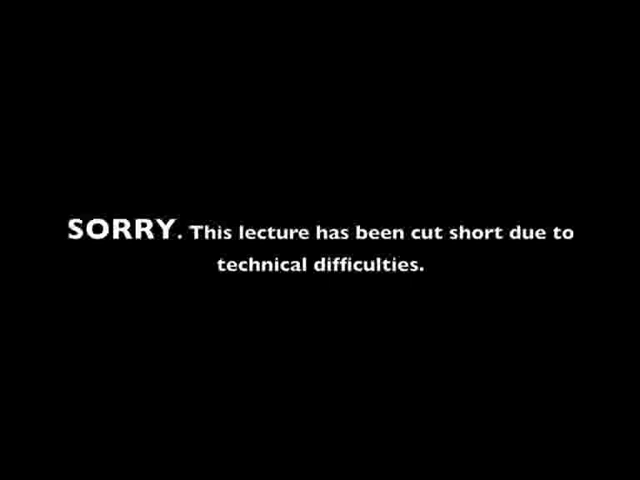 SORRY. This lecture has been cut short due to
technical difficulties.